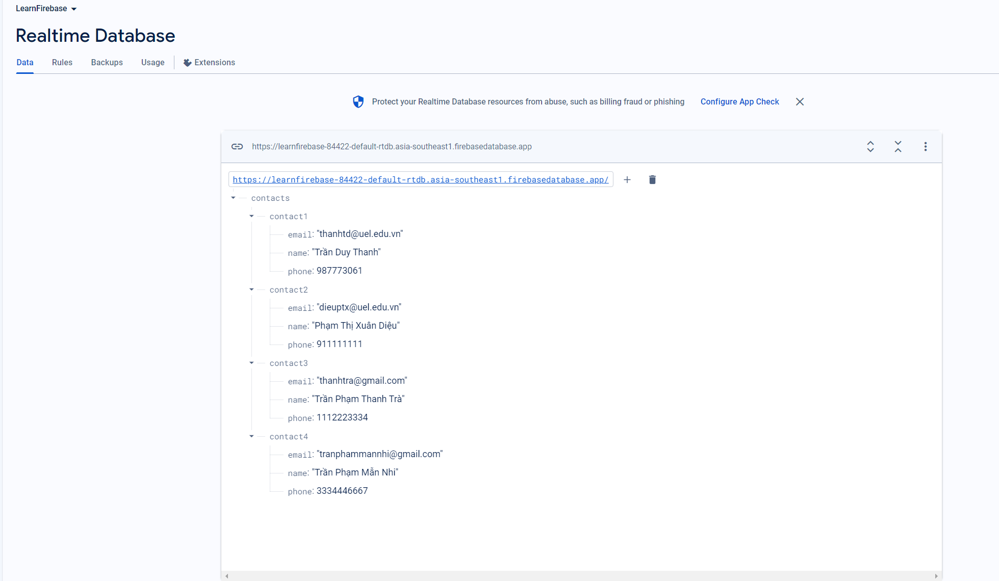 LearnFirebase
Realtime Database
Data Rules Backups Usage Extensions
Protect your Realtime Database resources from abuse, such as billing fraud or phishing Configure App Check
https://learnfirebase-84422-default-rtdb.asia-southeast1.firebasedatabase.app
https://learnfirebase-84422-default-rtdb.asia-southeast1.firebasedatabase.app/
contacts
contact1
email: "thanhtd@uel.edu.vn"
name: "Trần Duy Thanh"
phone: 987773061
contact2
email: "dieuptx@uel.edu.vn"
name: "Phạm Thị Xuân Diệu"
phone: 911111111
contact3
email: "thanhtra@gmail.com"
name: "Trần Phạm Thanh Trà"
phone: 1112223334
contact4
email: "tranphammannhi@gmail.com"
name: "Trần Phạm Mẫn Nhi"
phone: 3334446667